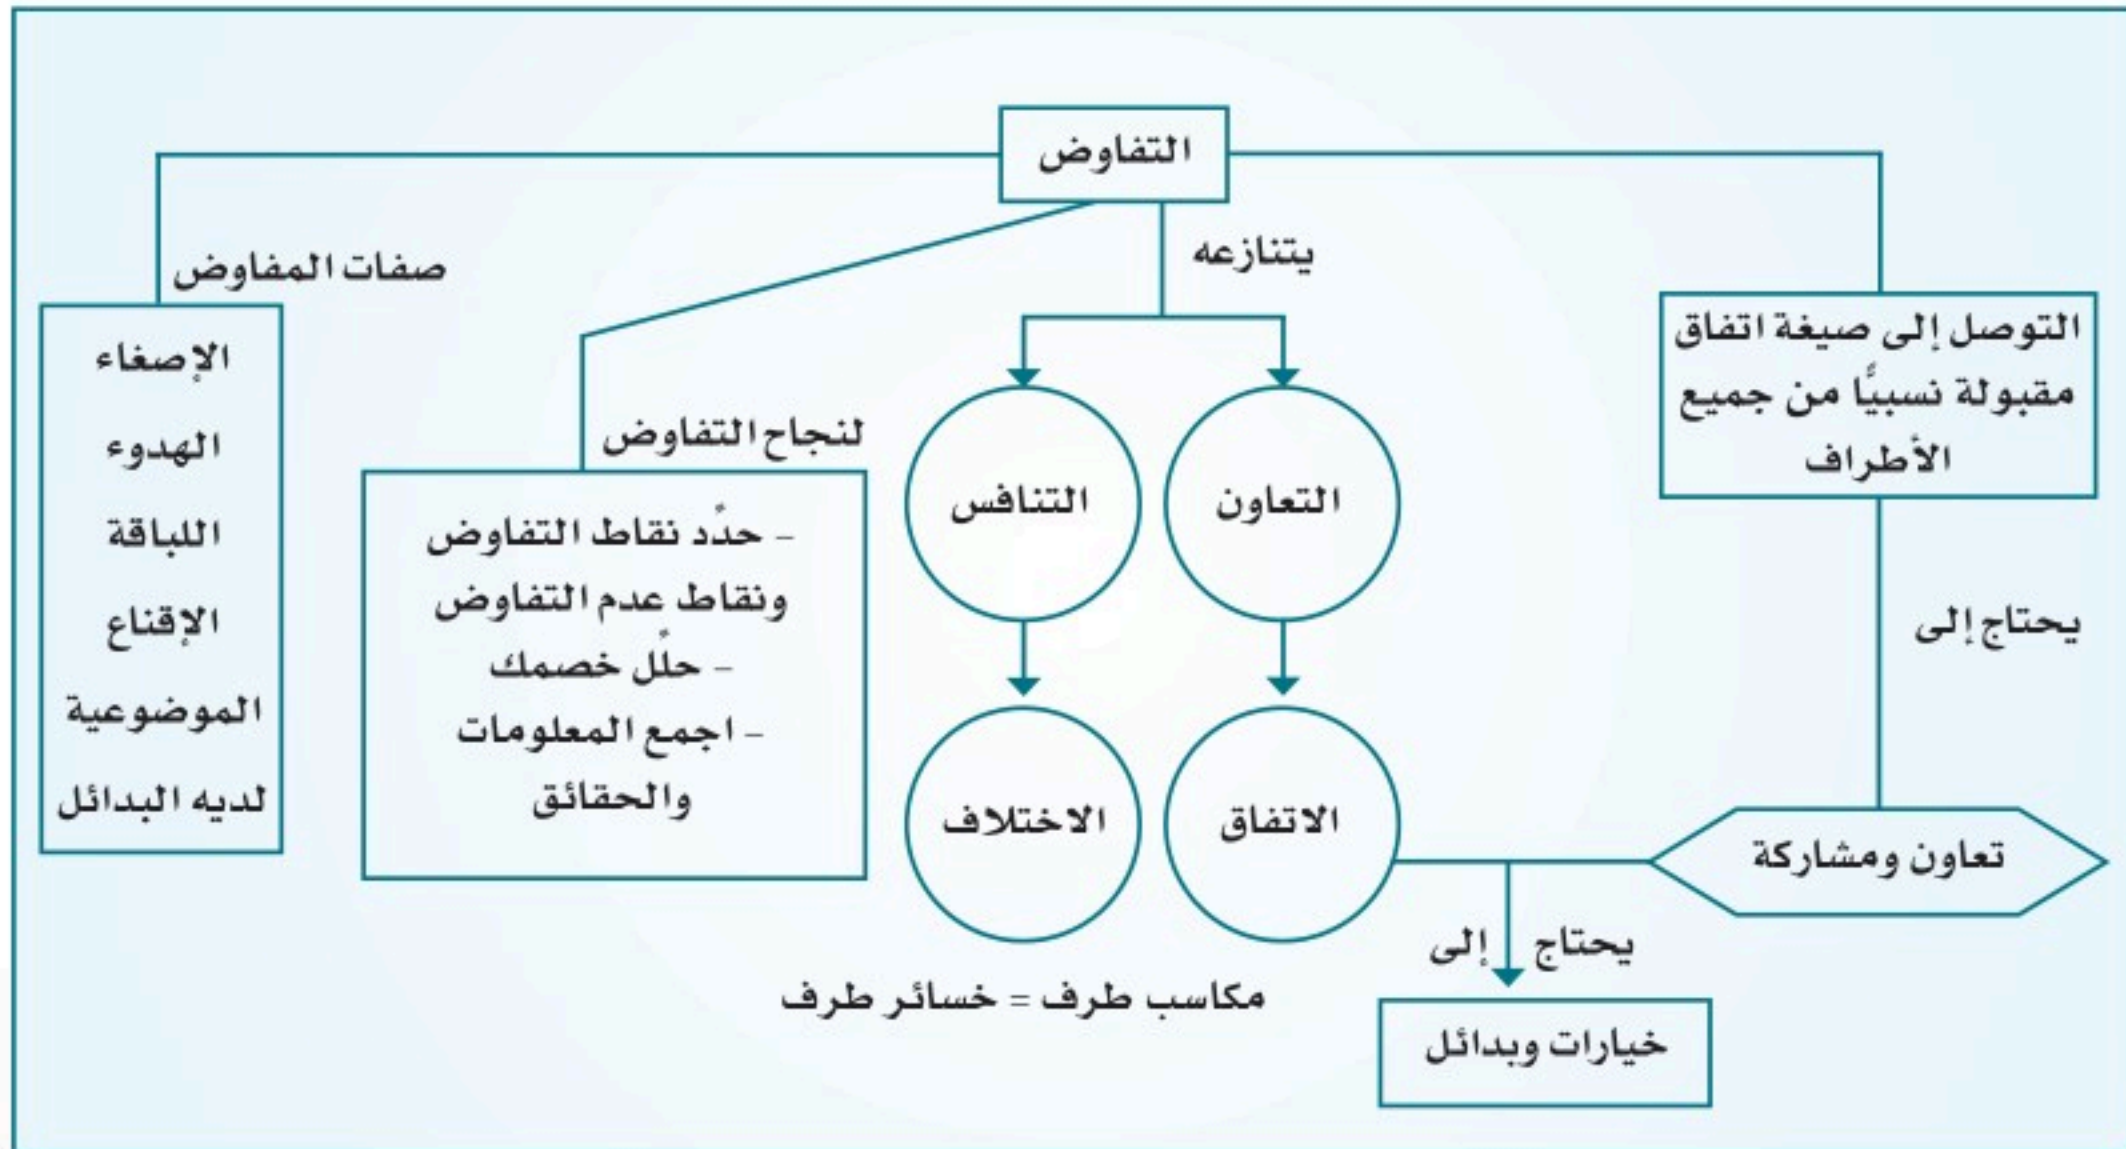 التفاوض
يتنازعه
التوصل إلى صيغة اتفاق
مقبولة نسبيًّا من جميع
الأطراف
يحتاج إلى
تعاون ومشاركة
التعاون
التنافس
الاتفاق
الاختلاف
يحتاج إلى
خيارات وبدائل
مكاسب طرف = خسائر طرف
لنجاح التفاوض
- حدِّد نقاط التفاوض
ونقاط عدم التفاوض
- حلِّل خصمك
- اجمع المعلومات
والحقائق
صفات المفاوض
الإصغاء
الهدوء
اللباقة
الإقناع
الموضوعية
لديه البدائل